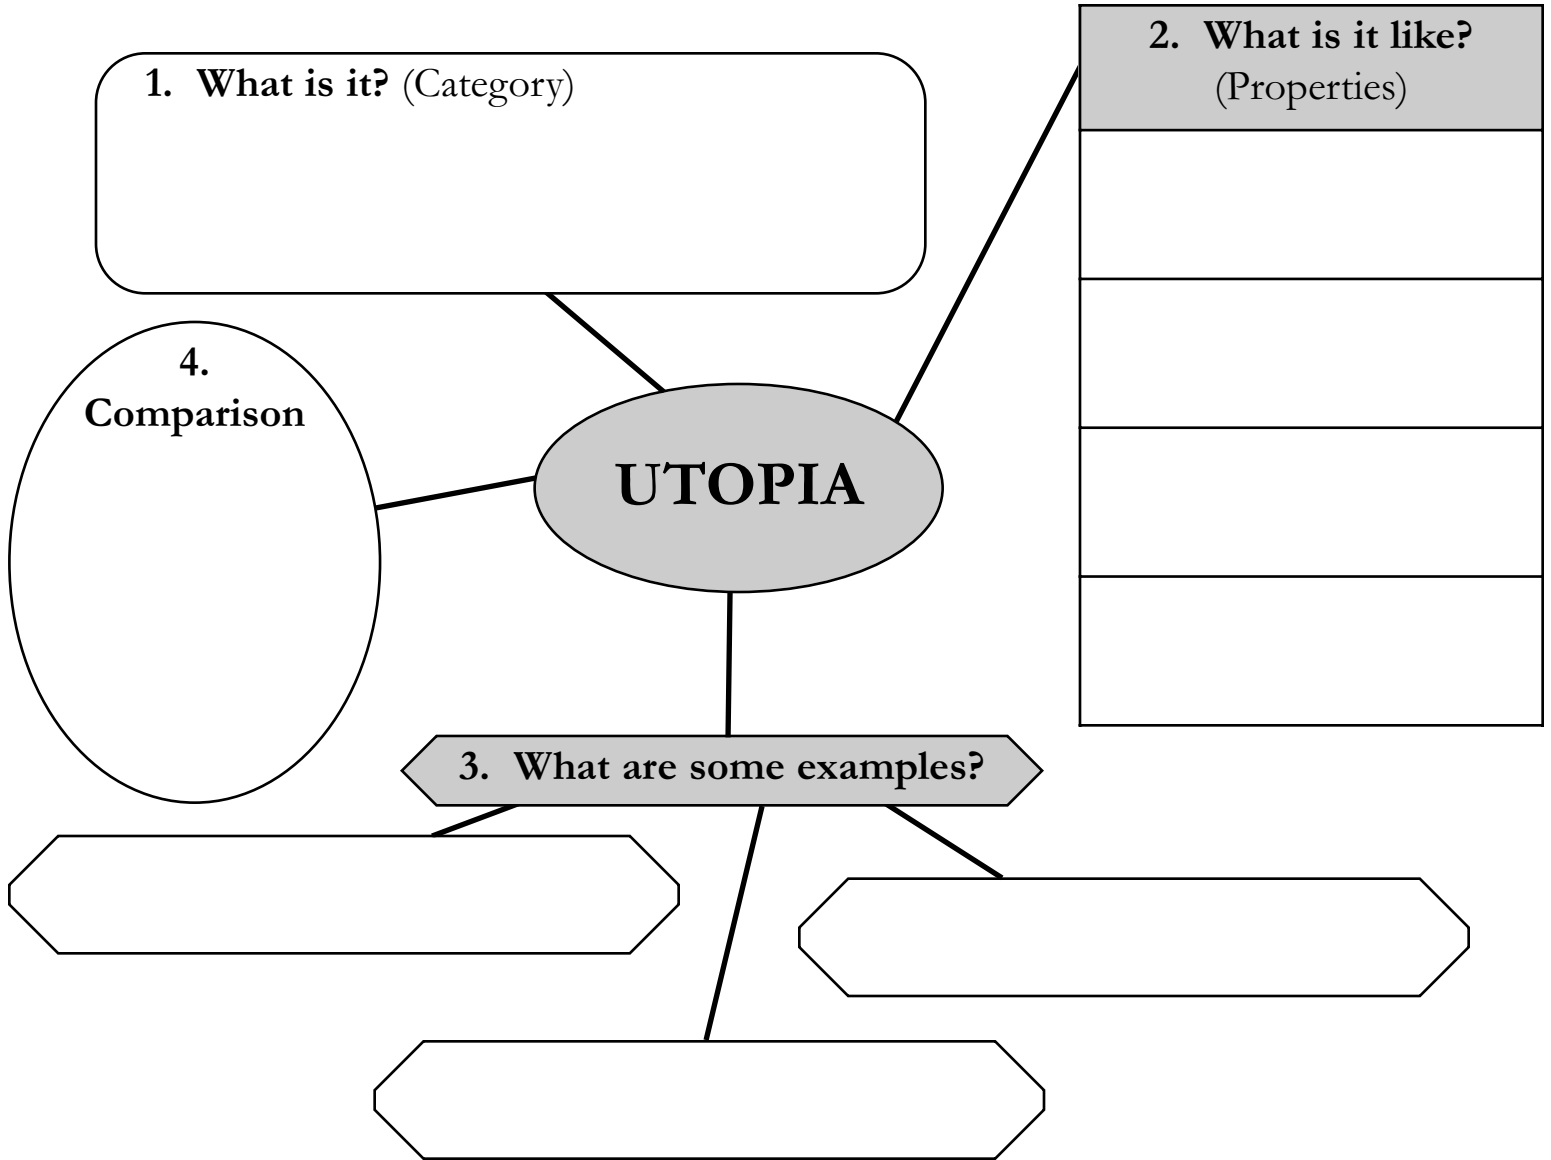 1. What is it? (Category)
2. What is it like?
(Properties)
4.
Comparison
UTOPIA
3. What are some examples?